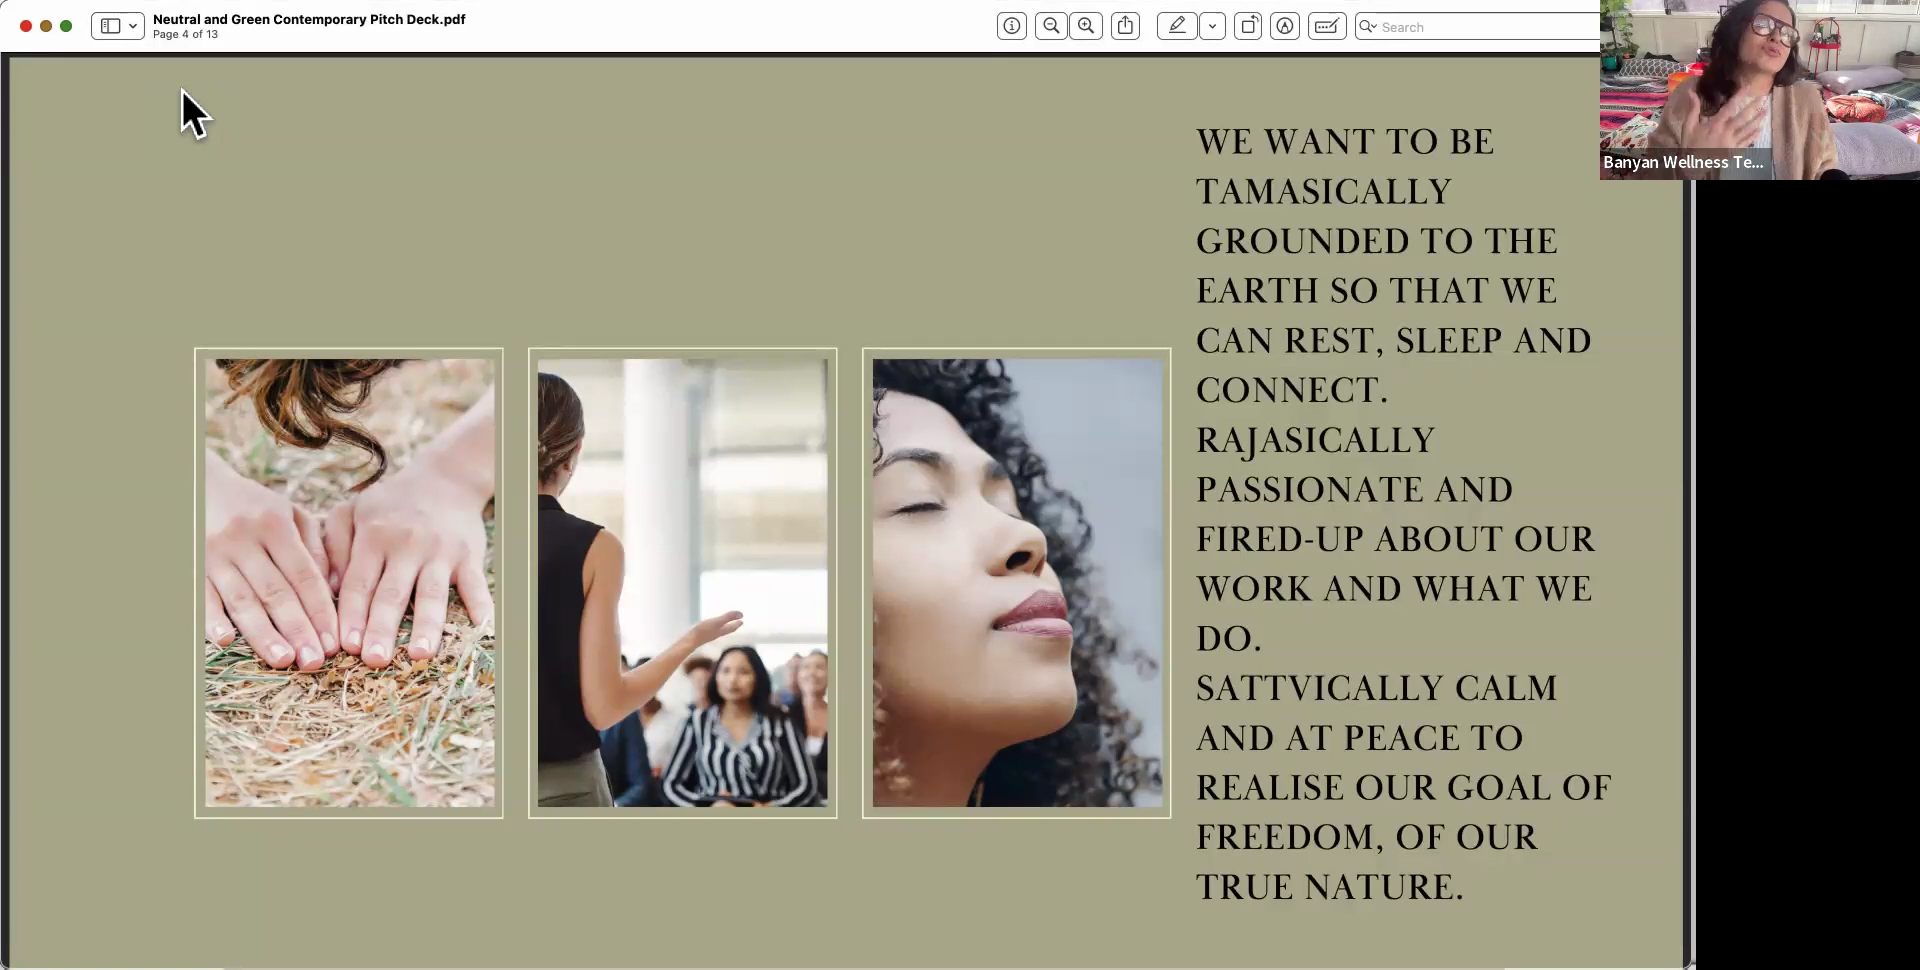 Neutral and Green Contemporary Pitch Deck.pdf
Page 4 of 13
Search
Banyan Wellness Te...
WE WANT TO BE
TAMASICALLY
GROUNDED TO THE
EARTH SO THAT WE
CAN REST, SLEEP AND
CONNECT.
RAJASICALLY
PASSIONATE AND
FIRED-UP ABOUT OUR
WORK AND WHAT WE
DO.
SATTVICALLY CALM
AND AT PEACE TO
REALISE OUR GOAL OF
FREEDOM, OF OUR
TRUE NATURE.